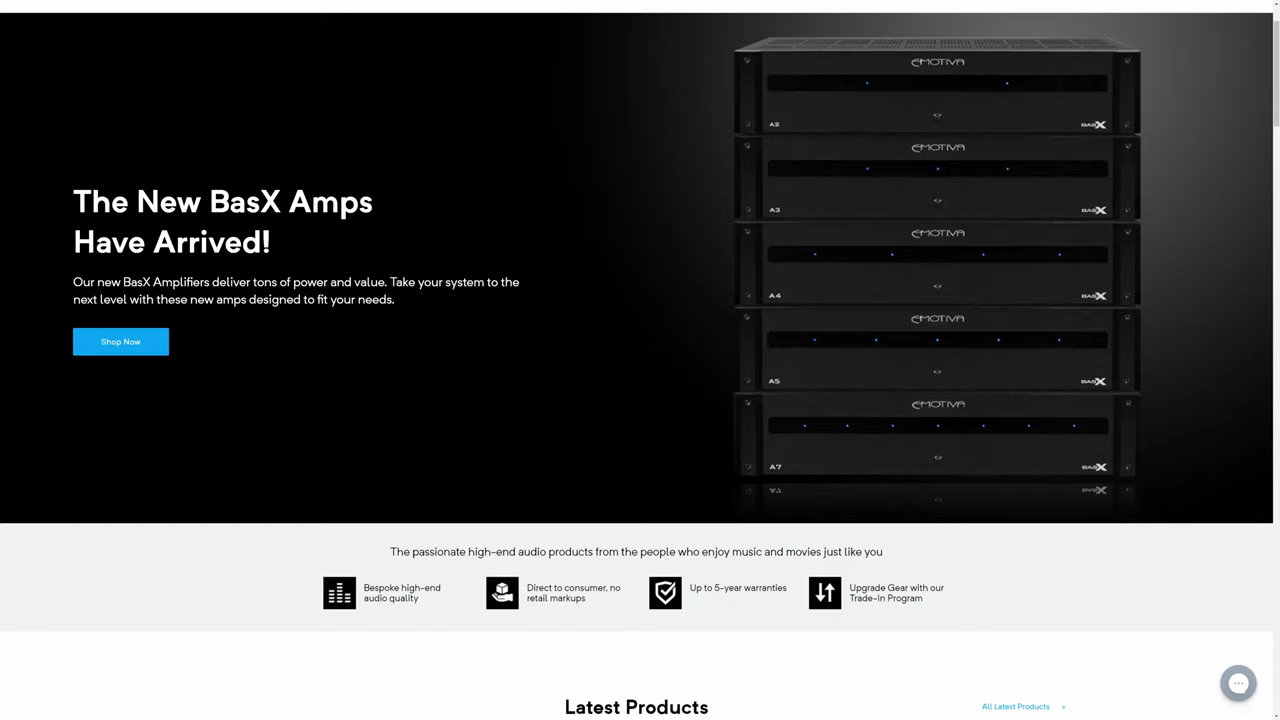 The New BasX Amps
Have Arrived!
Our new BasX Amplifiers deliver tons of power and value. Take your system to the
next level with these new amps designed to fit your needs.
Shop Now
EMOTIVA
A2
BASX
EMOTIVA
A3
BASX
EMOTIVA
A4
BASX
EMOTIVA
A5
BASX
EMOTIVA
A7
BASX
The passionate high-end audio products from the people who enjoy music and movies just like you
Bespoke high-end
audio quality
Direct to consumer, no
retail markups
Up to 5-year warranties
Upgrade Gear with our
Trade-In Program
Latest Products
All Latest Products